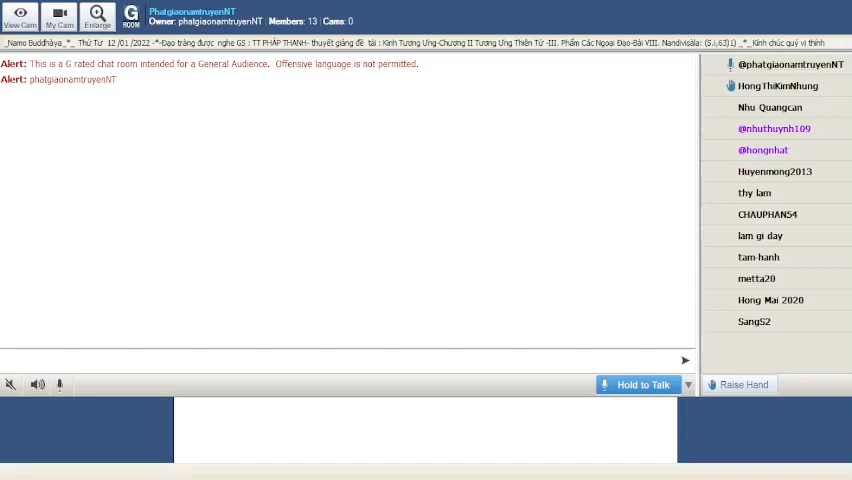 View Cam
My Cam
Enlarge
G
ROOM
PhatgiaonamtruyenNT
Owner: phatgiaonamtruyenNT | Members: 13 | Cams: 0
_Namo Buddhàya_*_ Thứ Tư 12 /01 /2022 -*-Đạo tràng được nghe GS : TT PHÁP THANH- thuyết giảng đề tài : Kinh Tương Ưng-Chương II Tương Ưng Thiên Tử -III. Phẩm Các Ngoại Đạo-Bài VIII. Nandivisàla: (S.i,63)1) _*_ Kính chúc quý vị thính
Alert: This is a G rated chat room intended for a General Audience. Offensive language is not permitted.
Alert: phatgiaonamtruyenNT
@phatgiaonamtruyenNT
HongThiKimNhung
Nhu Quangcan
@nhuthuynh109
@hongnhat
Huyenmong2013
thy lam
CHAUPHAN54
lam gi day
tam-hanh
metta20
Hong Mai 2020
SangS2
Hold to Talk
Raise Hand